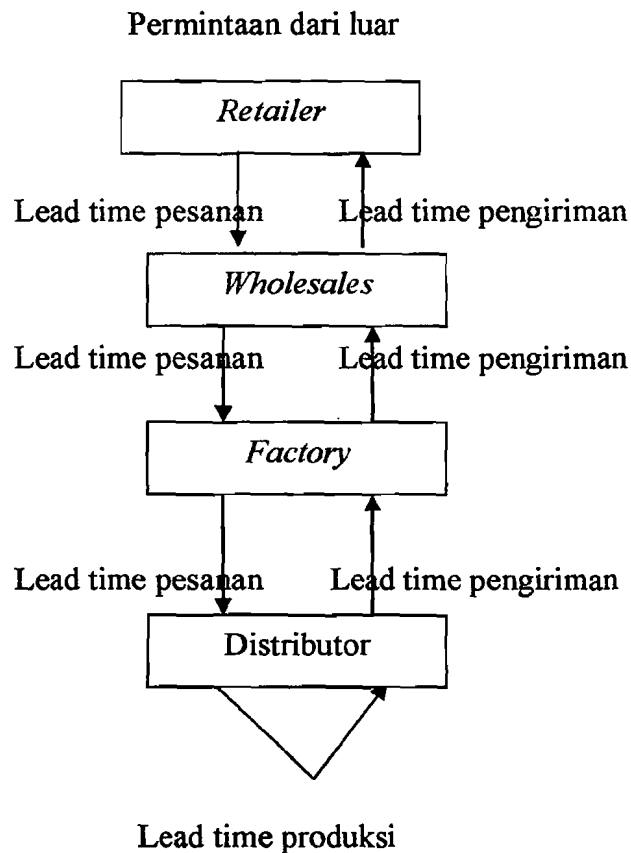 Permintaan dari luar
Retailer
Lead time pesanan Lead time pengiriman
Wholesales
Lead time pesanan Lead time pengiriman
Factory
Lead time pesanan Lead time pengiriman
Distributor
Lead time produksi